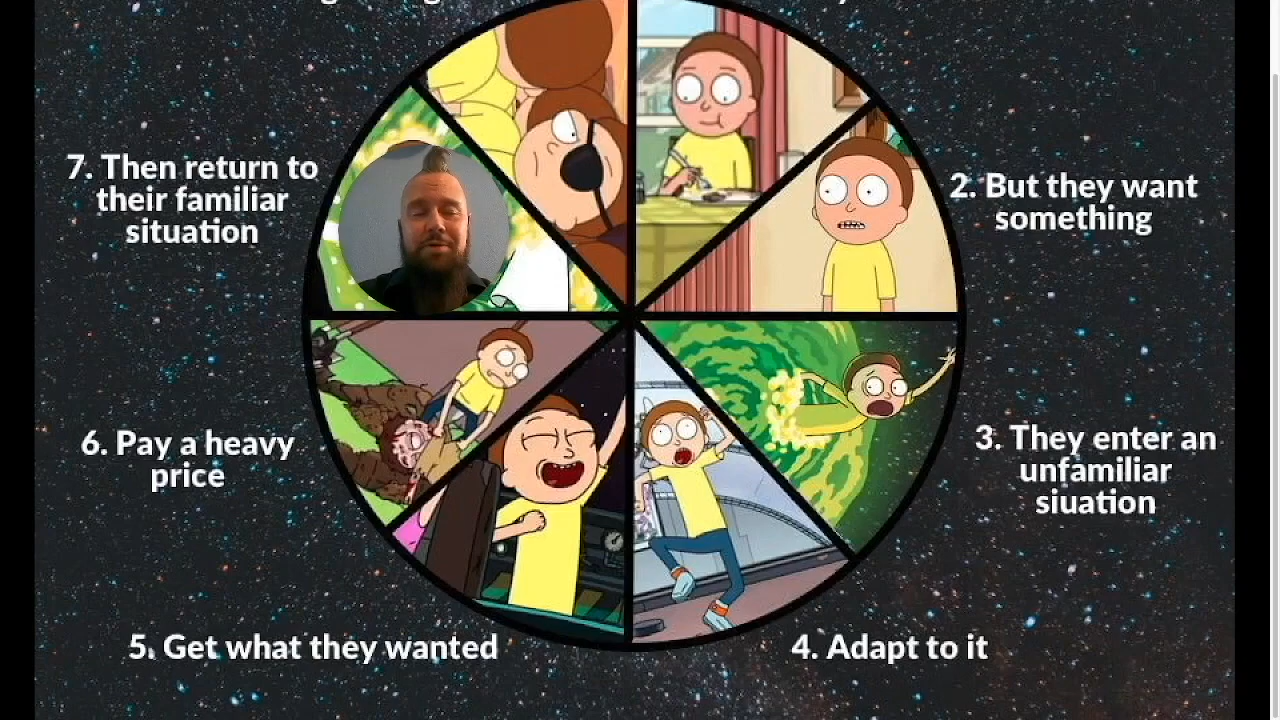 2. But they want
something
3. They enter an
unfamiliar
siuation
4. Adapt to it
5. Get what they wanted
6. Pay a heavy
price
7. Then return to
their familiar
situation